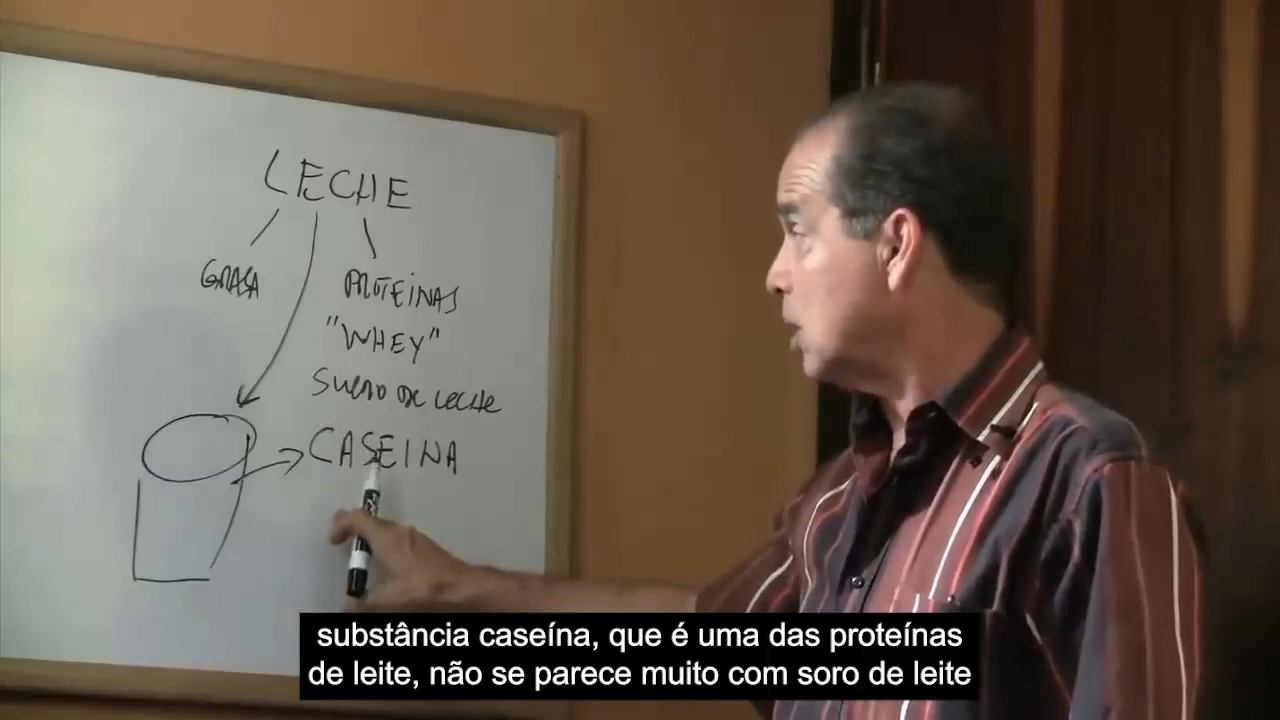 LECHE
GRASA
PROTEINAS
"WHEY"
SUERO DE LECHE
CASEINA
substância caseína, que é uma das proteínas
de leite, não se parece muito com soro de leite